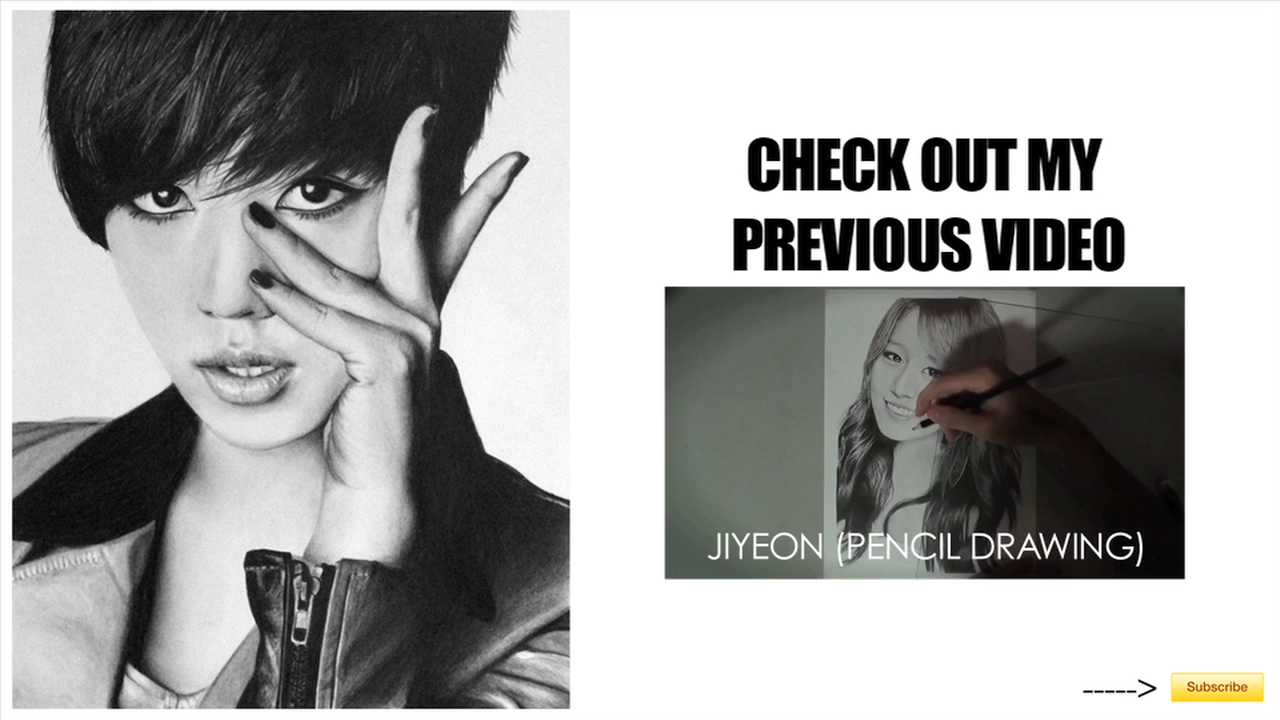 CHECK OUT MY
PREVIOUS VIDEO
JIYEON (PENCIL DRAWING)
-----> Subscribe